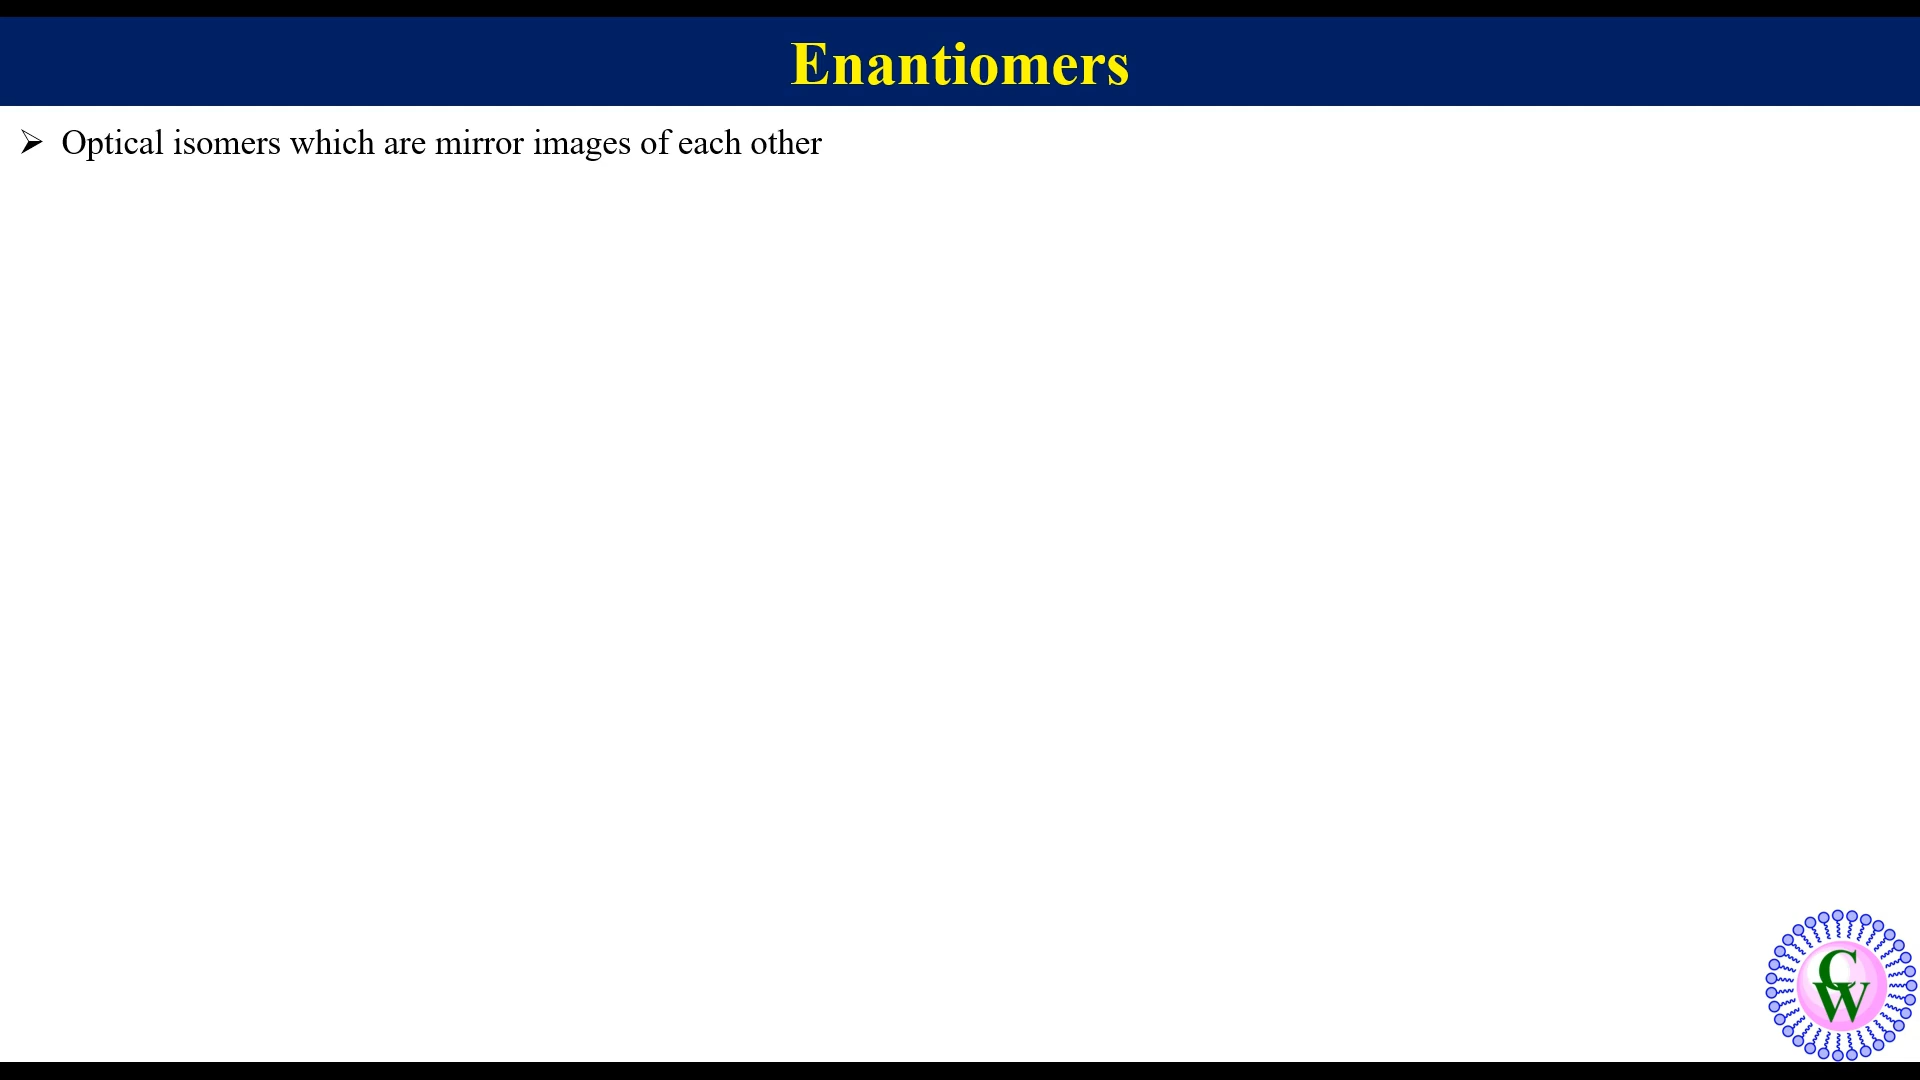 Enantiomers
➢ Optical isomers which are mirror images of each other
CW